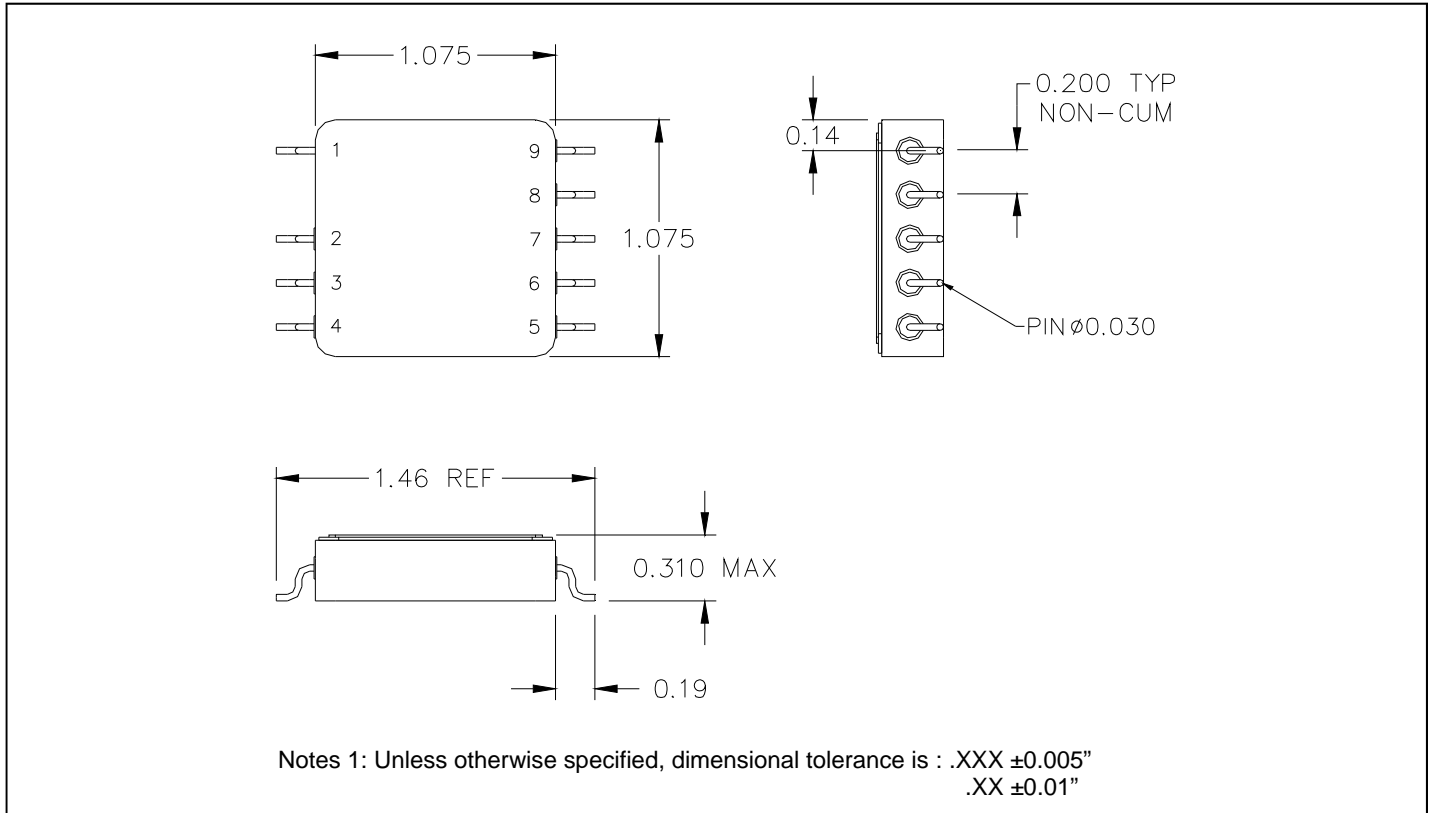 1.075
0.200 TYP
NON-CUM
0.14
1 9
8
2 7
1.075
3 6
4 5
PIN⌀0.030
1.46 REF
0.310 MAX
0.19
Notes 1: Unless otherwise specified, dimensional tolerance is : .XXX ±0.005”
.XX ±0.01”